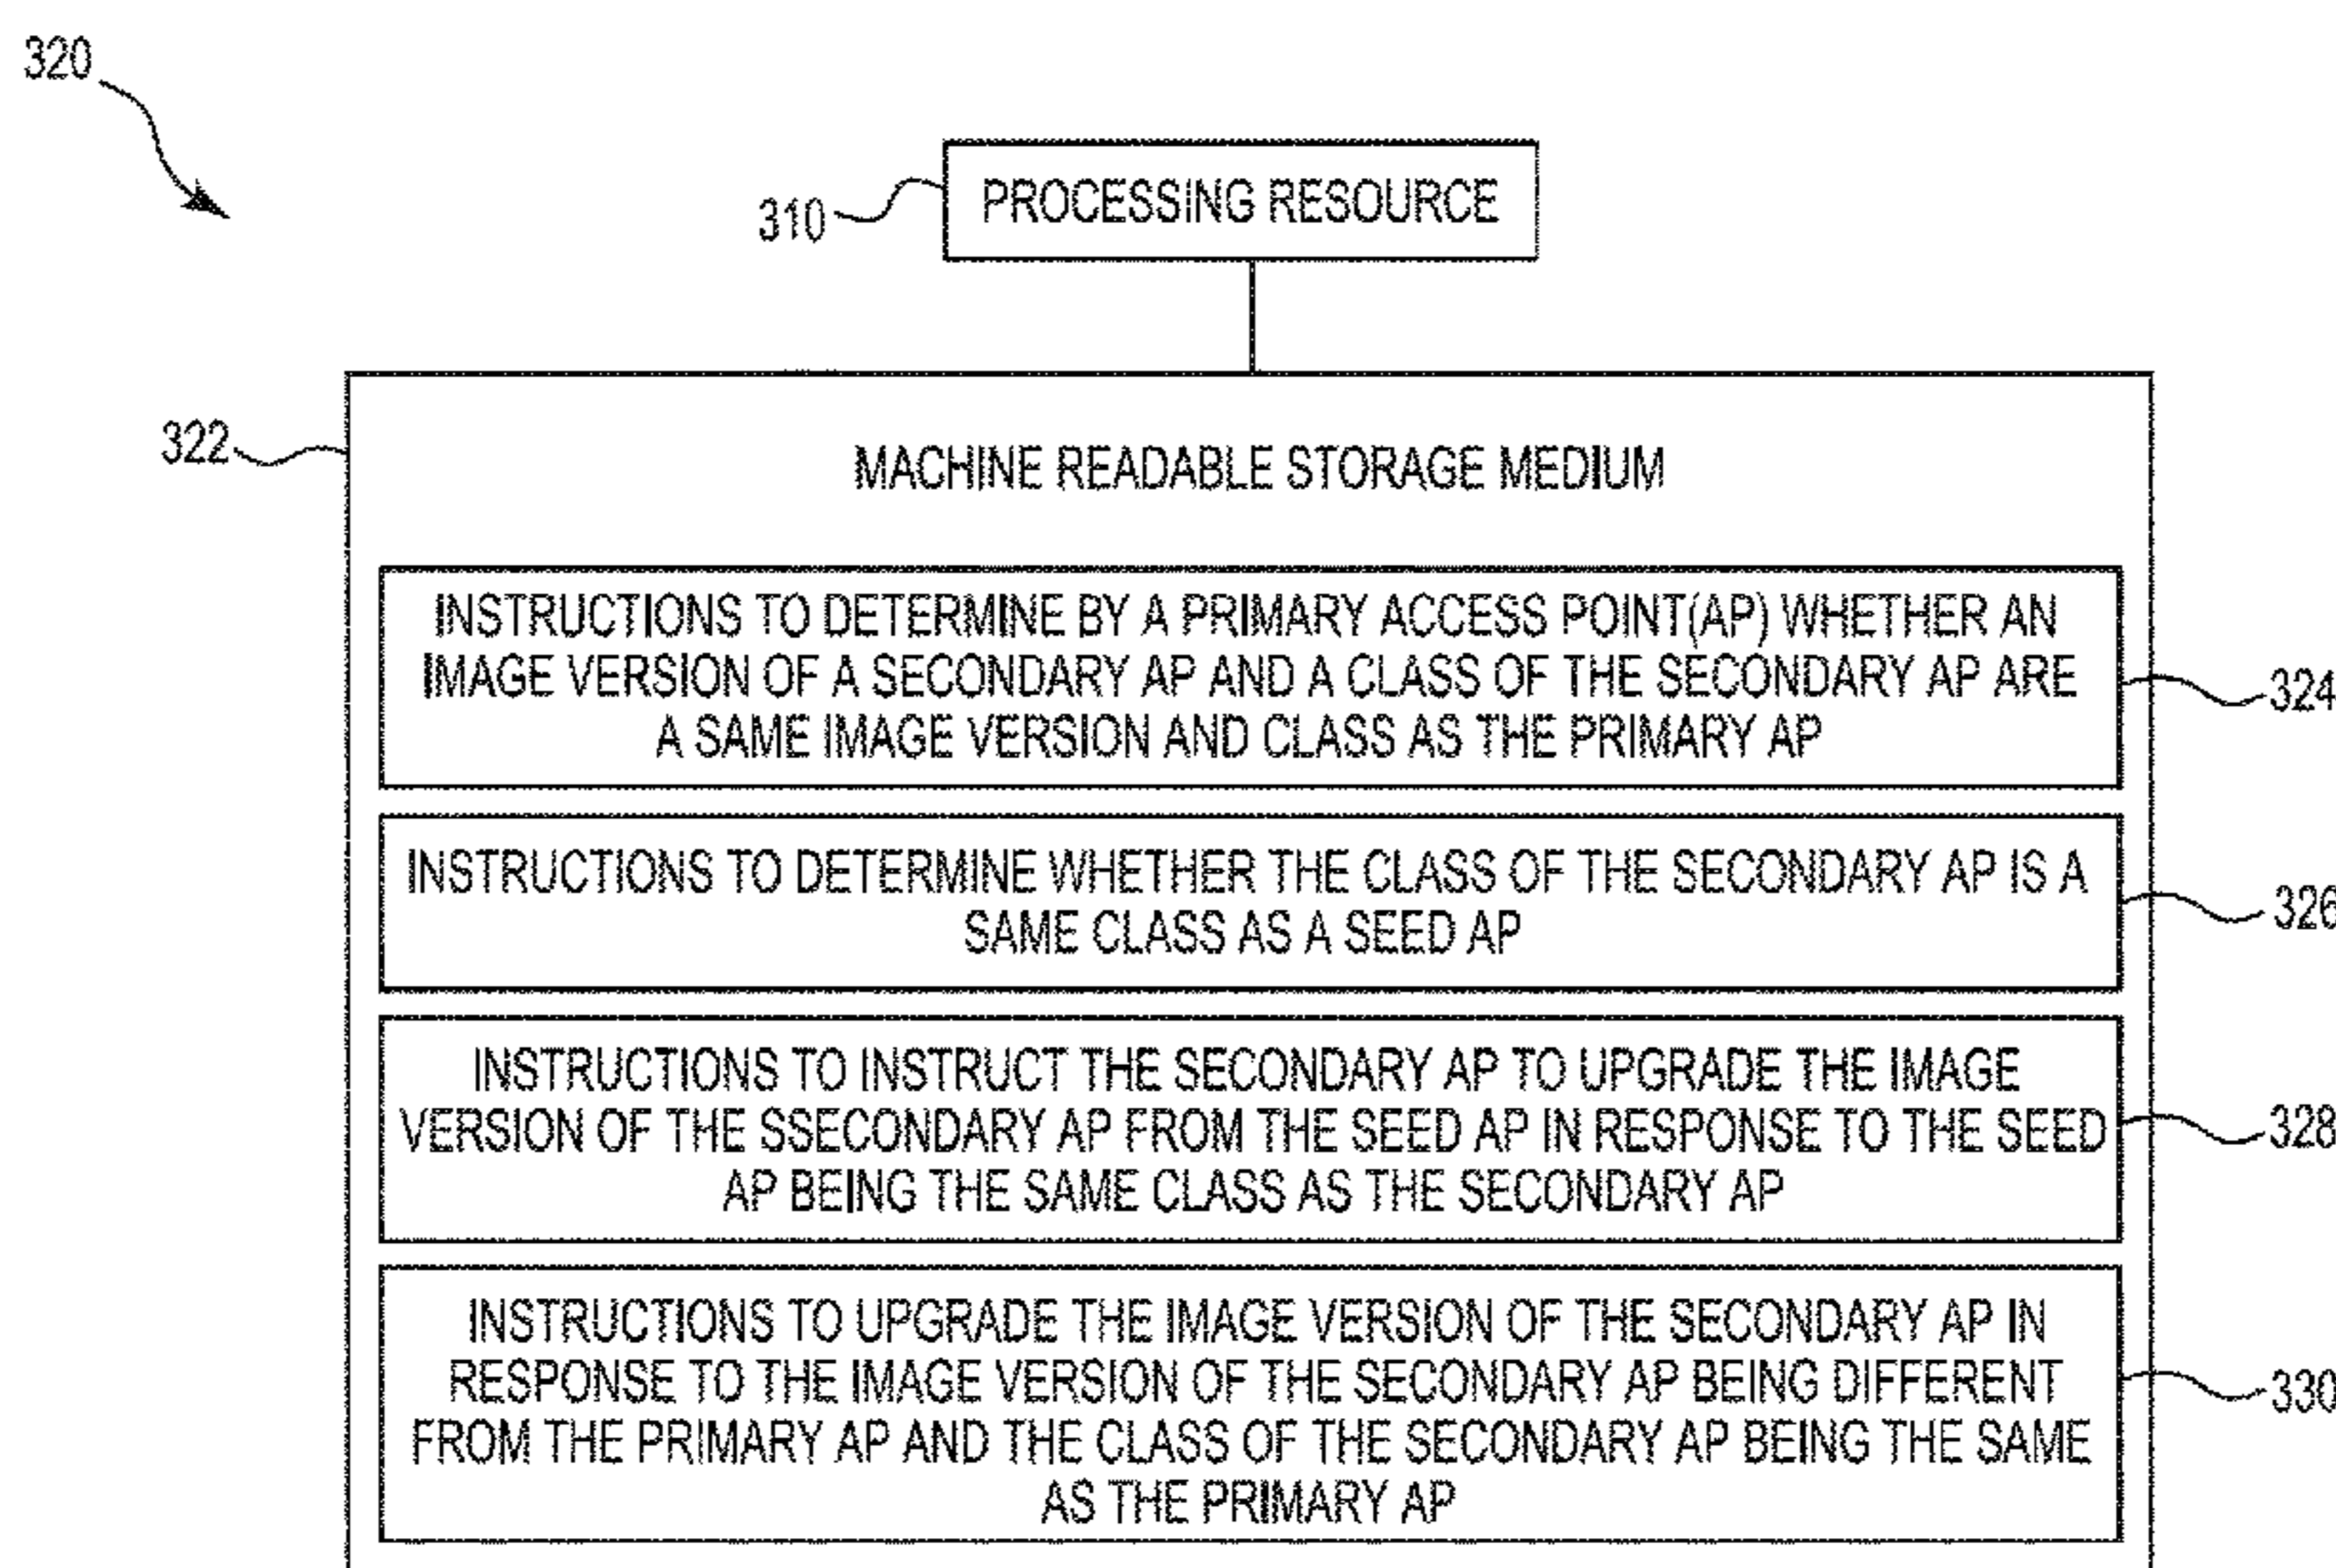 320
PROCESSING RESOURCE
310
322
MACHINE READABLE STORAGE MEDIUM
INSTRUCTIONS TO DETERMINE BY A PRIMARY ACCESS POINT(AP) WHETHER AN
IMAGE VERSION OF A SECONDARY AP AND A CLASS OF THE SECONDARY AP ARE
A SAME IMAGE VERSION AND CLASS AS THE PRIMARY AP
324
INSTRUCTIONS TO DETERMINE WHETHER THE CLASS OF THE SECONDARY AP IS A
SAME CLASS AS A SEED AP
326
INSTRUCTIONS TO INSTRUCT THE SECONDARY AP TO UPGRADE THE IMAGE
VERSION OF THE SSECONDARY AP FROM THE SEED AP IN RESPONSE TO THE SEED
AP BEING THE SAME CLASS AS THE SECONDARY AP
328
INSTRUCTIONS TO UPGRADE THE IMAGE VERSION OF THE SECONDARY AP IN
RESPONSE TO THE IMAGE VERSION OF THE SECONDARY AP BEING DIFFERENT
FROM THE PRIMARY AP AND THE CLASS OF THE SECONDARY AP BEING THE SAME
AS THE PRIMARY AP
330